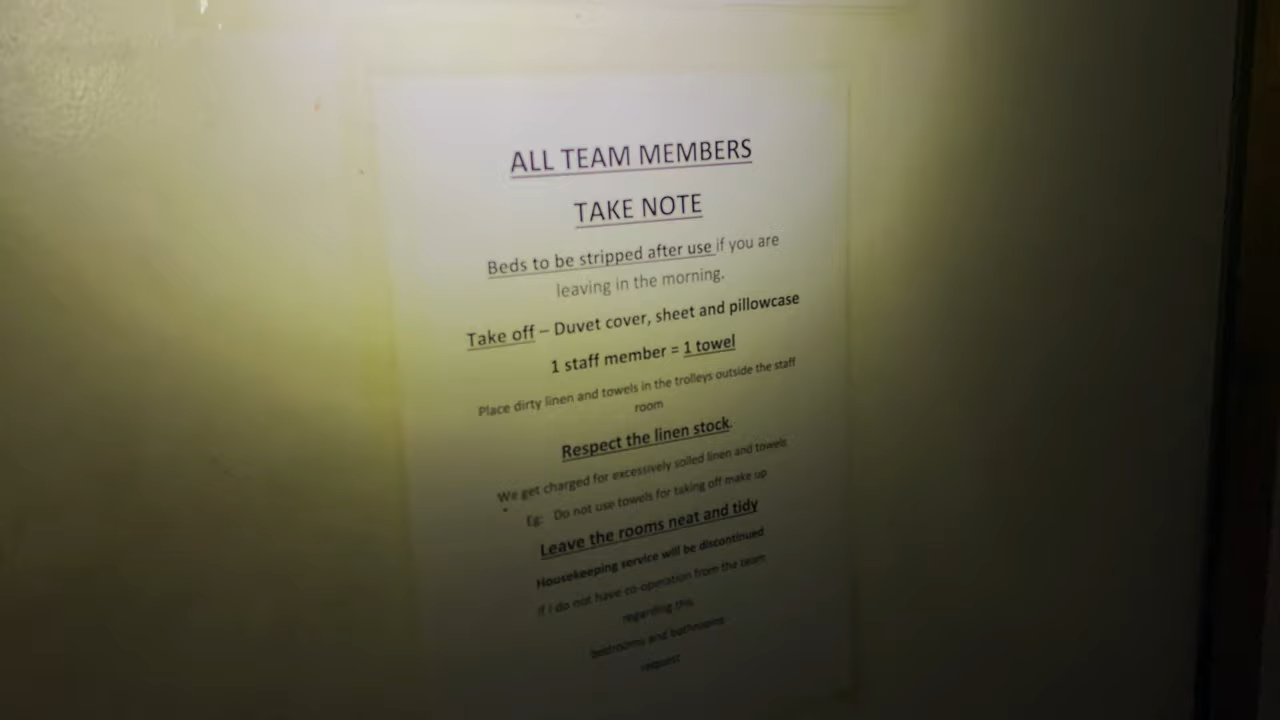 ALL TEAM MEMBERS
TAKE NOTE
Beds to be stripped after use if you are
leaving in the morning.
Take off – Duvet cover, sheet and pillowcase
1 staff member = 1 towel
Place dirty linen and towels in the trolleys outside the staff
room
Respect the linen stock.
We get charged for excessively soiled linen and towels
Eg: Do not use towels for taking off make up
Leave the rooms neat and tidy
Housekeeping service will be discontinued
if I do not have co-operation from the team
regarding this
bedrooms and bathrooms
request